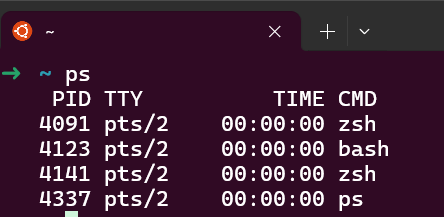 ~
➜ ~ ps
PID TTY TIME CMD
4091 pts/2 00:00:00 zsh
4123 pts/2 00:00:00 bash
4141 pts/2 00:00:00 zsh
4337 pts/2 00:00:00 ps